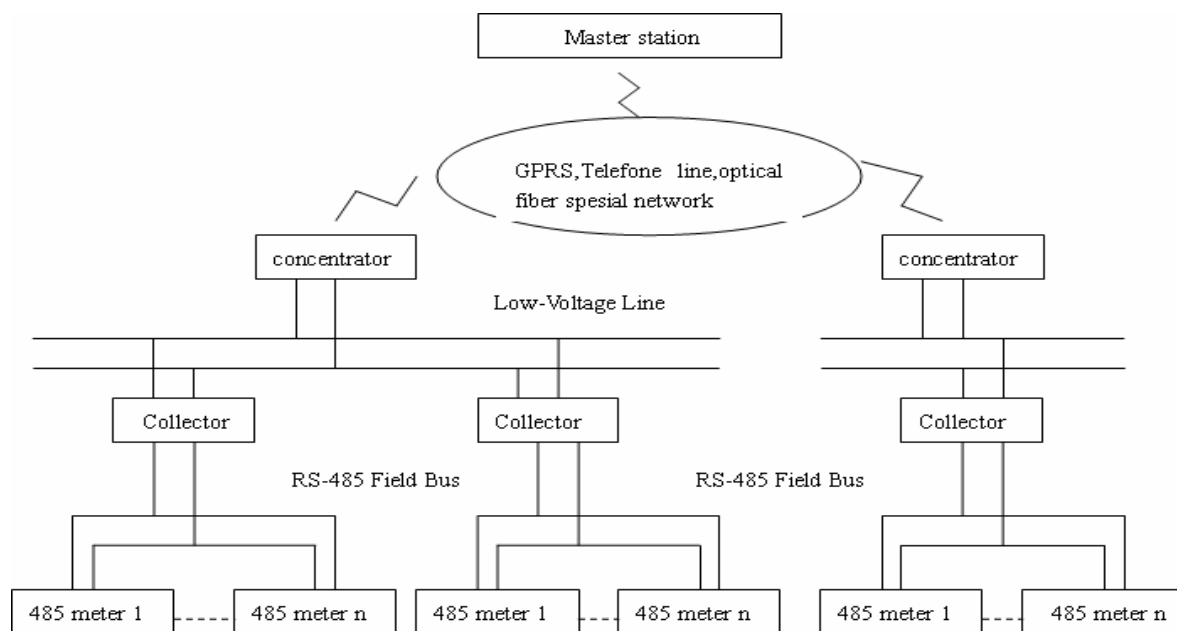 Master station
GPRS,Telefone line,optical
fiber spesial network
concentrator
concentrator
Low-Voltage Line
Collector
Collector
Collector
RS-485 Field Bus
RS-485 Field Bus
485 meter 1
485 meter n
485 meter 1
485 meter n
485 meter 1
485 meter n